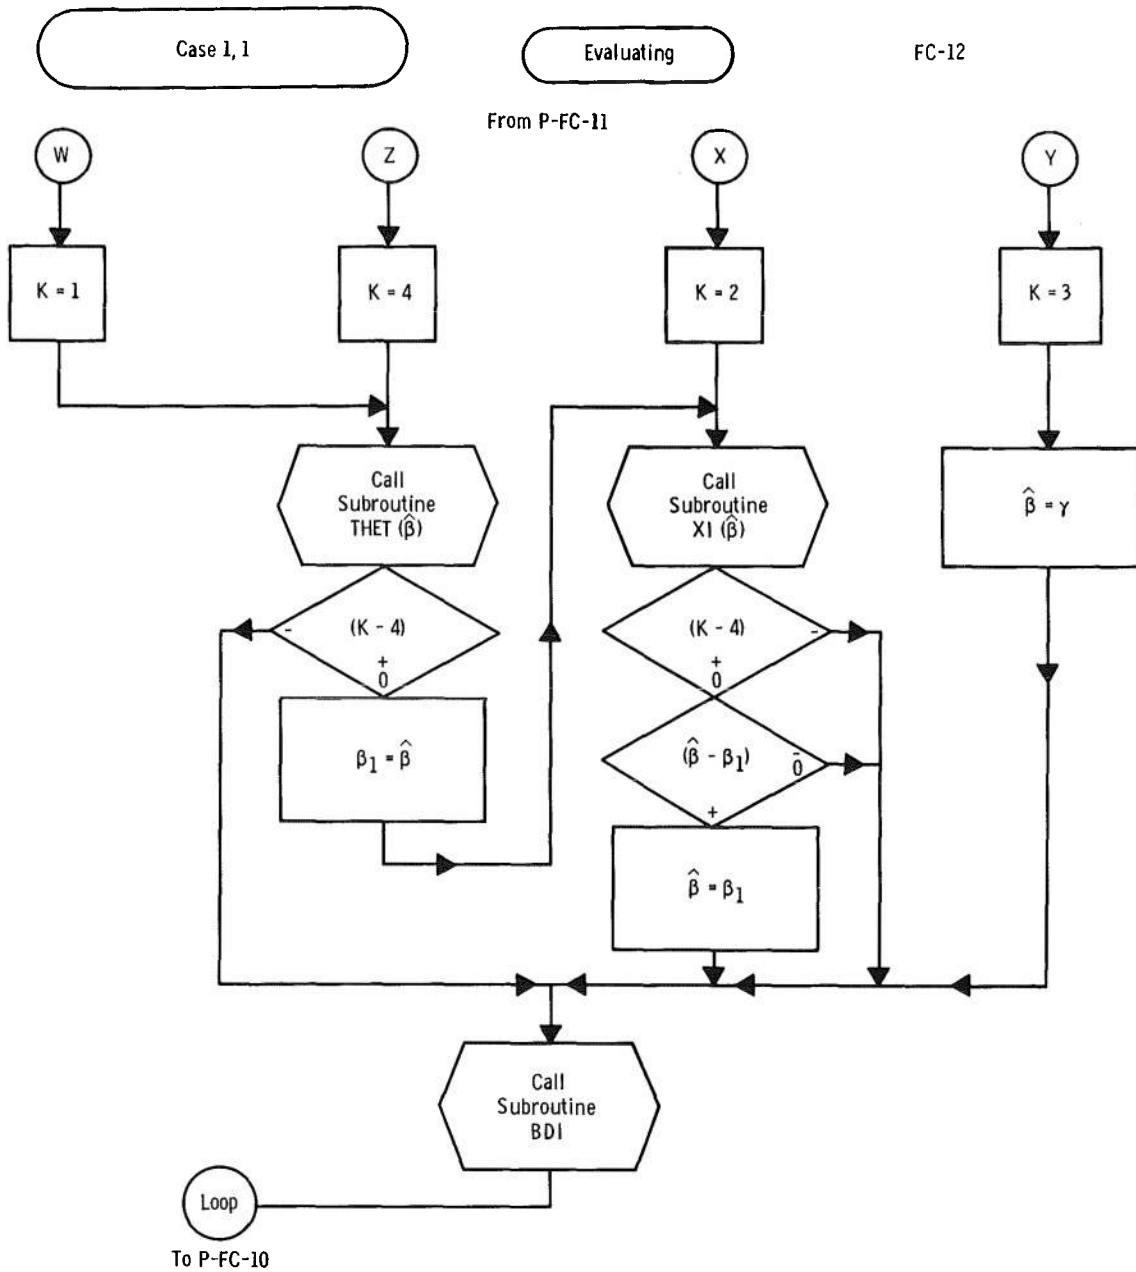 Case 1, 1
Evaluating
FC-12
From P-FC-11
W
Z
X
Y
K = 1
K = 4
K = 2
K = 3
Call
Subroutine
THET (β̂)
Call
Subroutine
XI (β̂)
β̂ = γ
(K - 4)
-
+
0
(K - 4)
-
+
0
β₁ = β̂
(β̂ - β₁)
-
0
+
β̂ = β₁
Call
Subroutine
BDI
Loop
To P-FC-10